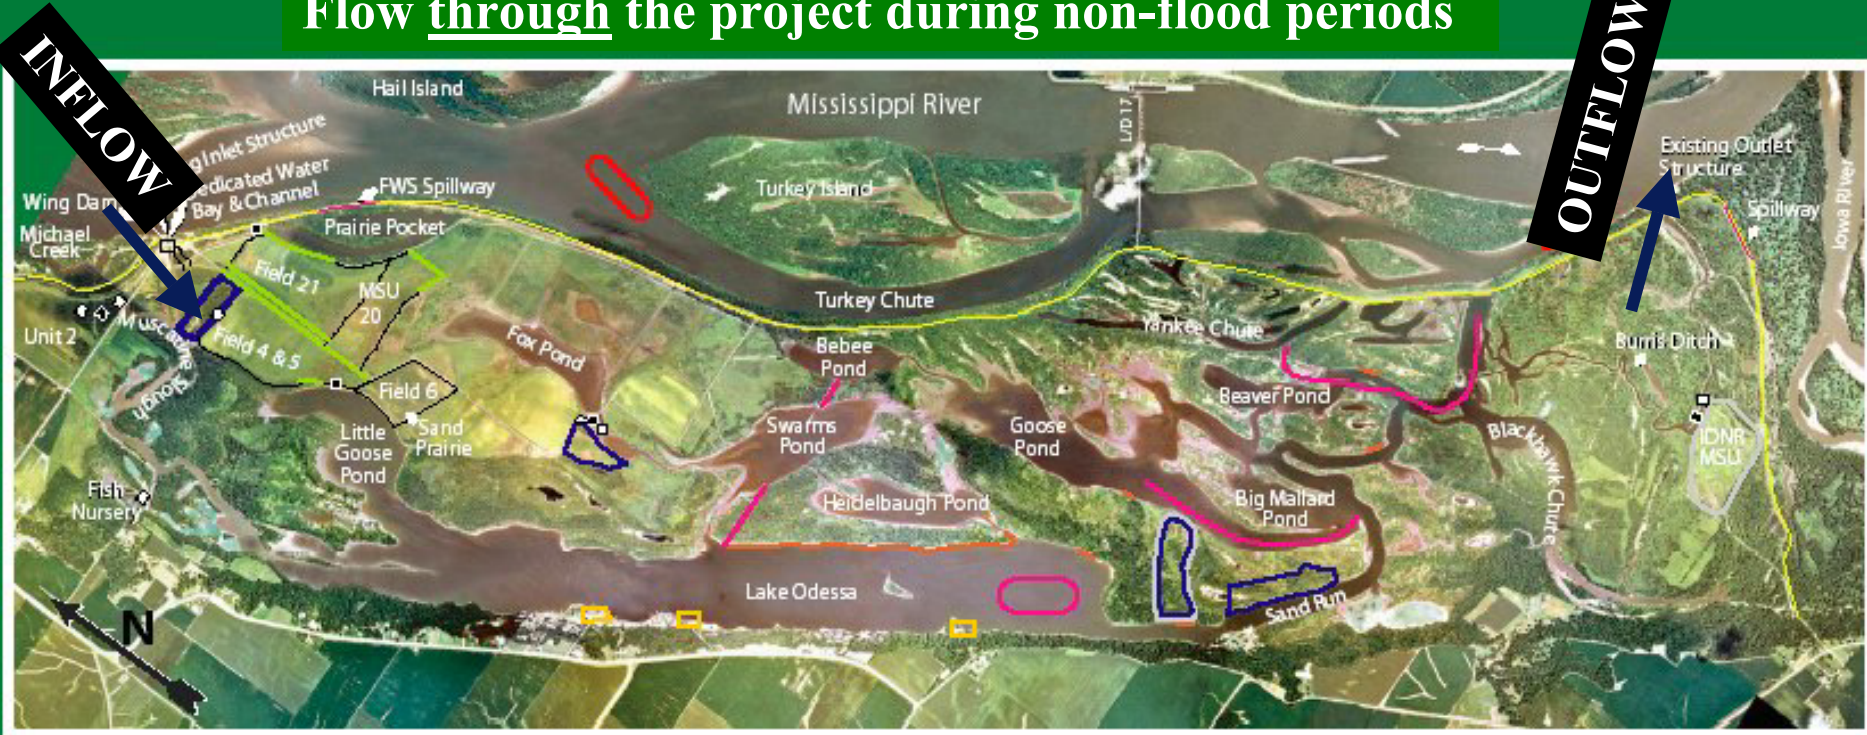 Flow through the project during non-flood periods
INFLOW
OUTFLOW
Hail Island
Mississippi River
L/D 17
g Inlet Structure
edicated Water
Bay & Channel
FWS Spillway
Turkey Island
Existing Outlet
Structure
Wing Dam
Michael
Creek
Prairie Pocket
Spillway
Iowa River
Field 21
MSU
20
Turkey Chute
Unit 2
Muscatine
Slough
Field 4 & 5
Fox Pond
Bebee
Pond
Yankee Chute
Burris Ditch
Field 6
Beaver Pond
Little
Goose
Pond
Sand
Prairie
Swarms
Pond
Goose
Pond
Blackhawk Chute
IDNR
MSU
Fish
Nursery
Heidelbaugh Pond
Big Mallard
Pond
Lake Odessa
Sand Run
N